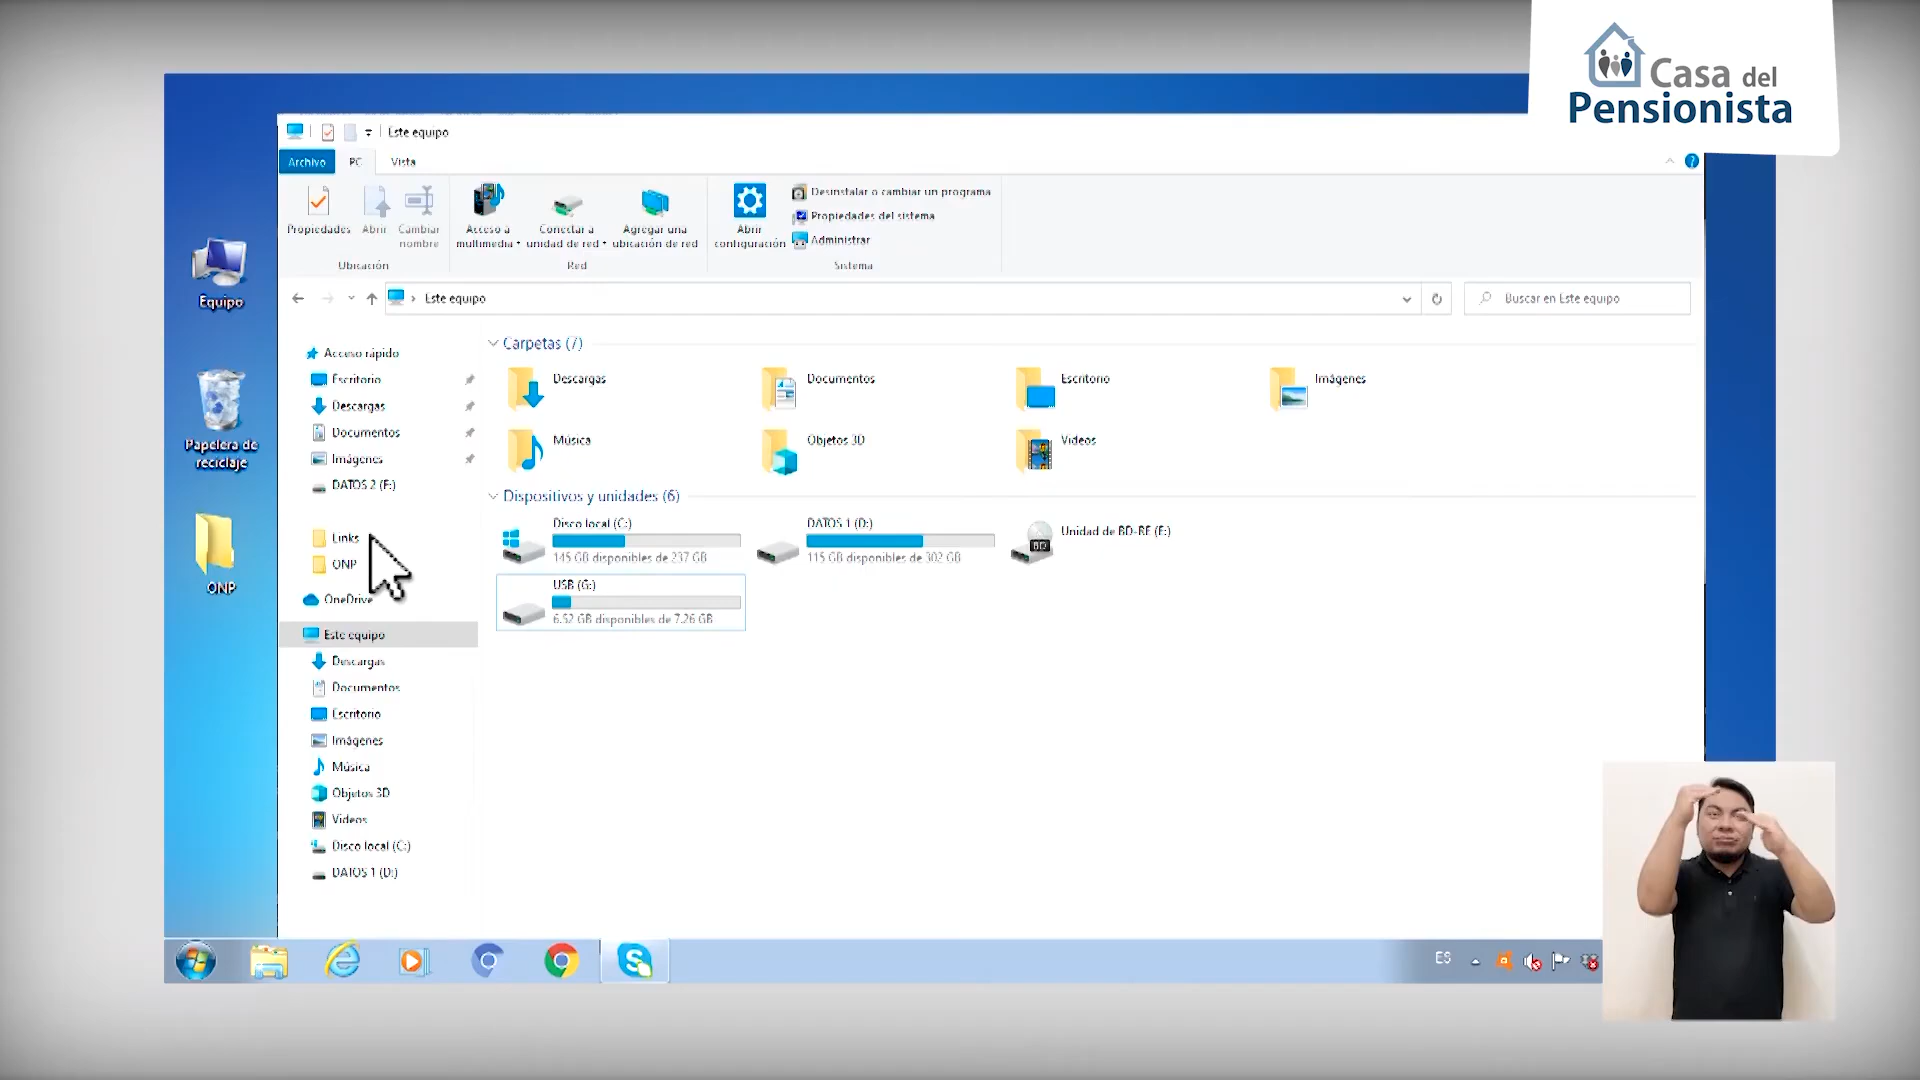 Casa del
Pensionista
Este equipo
Archivo PC Vista
Propiedades
Abrir
Cambiar
nombre
Ubicación
Acceso a
multimedia
Conectar a
unidad de red
Agregar una
ubicación de red
Red
Abrir
configuración
Desinstalar o cambiar un programa
Propiedades del sistema
Administrar
Sistema
Este equipo
Buscar en Este equipo
Equipo
Papelera de
reciclaje
ONP
Acceso rápido
Escritorio
Descargas
Documentos
Imágenes
DATOS 2 (F:)
Links
ONP
OneDrive
Este equipo
Descargas
Documentos
Escritorio
Imágenes
Música
Objetos 3D
Videos
Disco local (C:)
DATOS 1 (D:)
Carpetas (7)
Descargas
Documentos
Escritorio
Imágenes
Música
Objetos 3D
Videos
Dispositivos y unidades (6)
Disco local (C:)
145 GB disponibles de 237 GB
DATOS 1 (D:)
115 GB disponibles de 302 GB
BD
Unidad de BD-RE (E:)
USB (G:)
6.52 GB disponibles de 7.26 GB
ES